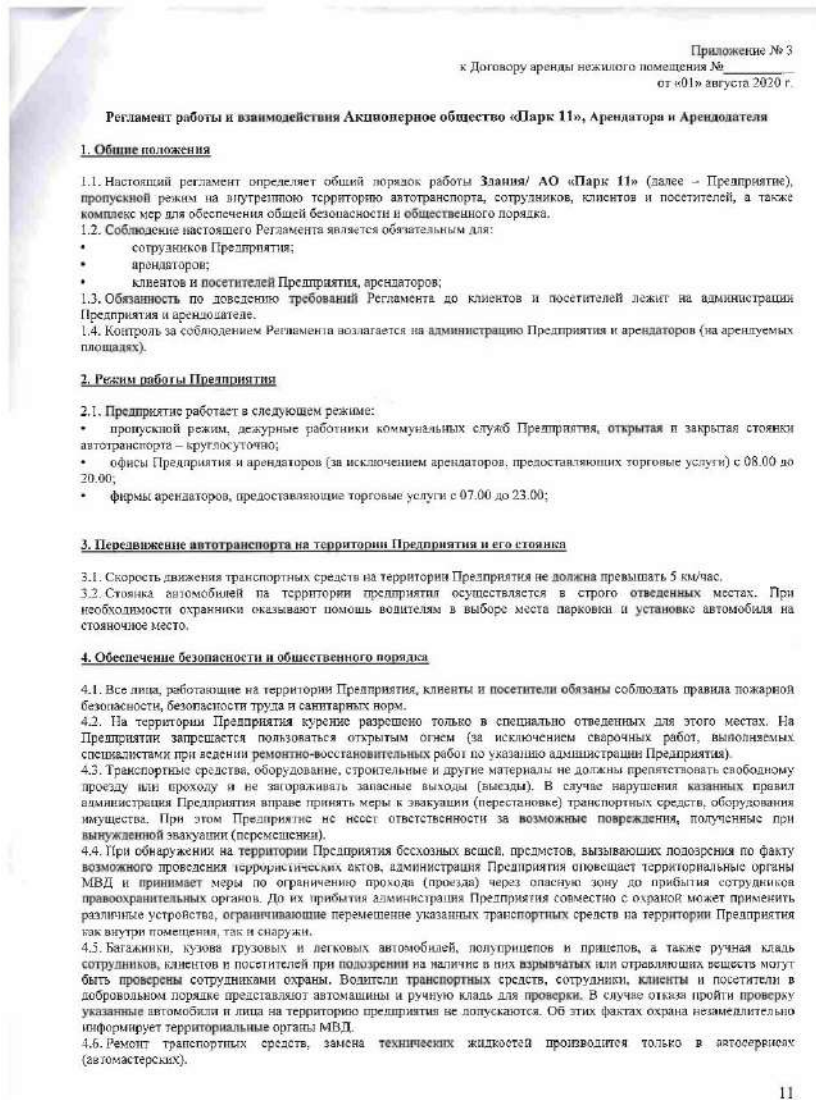 Приложение № 3
к Договору аренды нежилого помещения №__________
от «01» августа 2020 г.
Регламент работы и взаимодействия Акционерное общество «Парк 11», Арендатора и Арендодателя
1. Общие положения
1.1. Настоящий регламент определяет общий порядок работы Здания/ АО «Парк 11» (далее – Предприятие),
пропускной режим на внутреннюю территорию автотранспорта, сотрудников, клиентов и посетителей, а также
комплекс мер для обеспечения общей безопасности и общественного порядка.
1.2. Соблюдение настоящего Регламента является обязательным для:
• сотрудников Предприятия;
• арендаторов;
• клиентов и посетителей Предприятия, арендаторов;
1.3. Обязанность по доведению требований Регламента до клиентов и посетителей лежит на администрации
Предприятия и арендодателе.
1.4. Контроль за соблюдением Регламента возлагается на администрацию Предприятия и арендаторов (на арендуемых
площадях).
2. Режим работы Предприятия
2.1. Предприятие работает в следующем режиме:
• пропускной режим, дежурные работники коммунальных служб Предприятия, открытая и закрытая стоянки
автотранспорта – круглосуточно;
• офисы Предприятия и арендаторов (за исключением арендаторов, предоставляющих торговые услуги) с 08.00 до
20.00;
• фирмы арендаторов, предоставляющие торговые услуги с 07.00 до 23.00;
3. Передвижение автотранспорта на территории Предприятия и его стоянка
3.1. Скорость движения транспортных средств на территории Предприятия не должна превышать 5 км/час.
3.2. Стоянка автомобилей на территории предприятия осуществляется в строго отведенных местах. При
необходимости охранники оказывают помощь водителям в выборе места парковки и установке автомобиля на
стояночное место.
4. Обеспечение безопасности и общественного порядка
4.1. Все лица, работающие на территории Предприятия, клиенты и посетители обязаны соблюдать правила пожарной
безопасности, безопасности труда и санитарных норм.
4.2. На территории Предприятия курение разрешено только в специально отведенных для этого местах. На
Предприятии запрещается пользоваться открытым огнем (за исключением сварочных работ, выполняемых
специалистами при ведении ремонтно-восстановительных работ по указанию администрации Предприятия).
4.3. Транспортные средства, оборудование, строительные и другие материалы не должны препятствовать свободному
проезду или проходу и не загораживать запасные выходы (выезды). В случае нарушения казанных правил
администрация Предприятия вправе принять меры к эвакуации (перестановке) транспортных средств, оборудования
имущества. При этом Предприятие не несет ответственности за возможные повреждения, полученные при
вынужденной эвакуации (перемещении).
4.4. При обнаружении на территории Предприятия бесхозных вещей, предметов, вызывающих подозрения по факту
возможного проведения террористических актов, администрация Предприятия оповещает территориальные органы
МВД и принимает меры по ограничению прохода (проезда) через опасную зону до прибытия сотрудников
правоохранительных органов. До их прибытия администрация Предприятия совместно с охраной может применить
различные устройства, ограничивающие перемещение указанных транспортных средств на территории Предприятия
как внутри помещения, так и снаружи.
4.5. Багажники, кузова грузовых и легковых автомобилей, полуприцепов и прицепов, а также ручная кладь
сотрудников, клиентов и посетителей при подозрении на наличие в них взрывчатых или отравляющих веществ могут
быть проверены сотрудниками охраны. Водители транспортных средств, сотрудники, клиенты и посетители в
добровольном порядке представляют автомашины и ручную кладь для проверки. В случае отказа пройти проверку
указанные автомобили и лица на территорию предприятия не допускаются. Об этих фактах охрана незамедлительно
информирует территориальные органы МВД.
4.6. Ремонт транспортных средств, замена технических жидкостей производится только в автосервисах
(автомастерских).
11